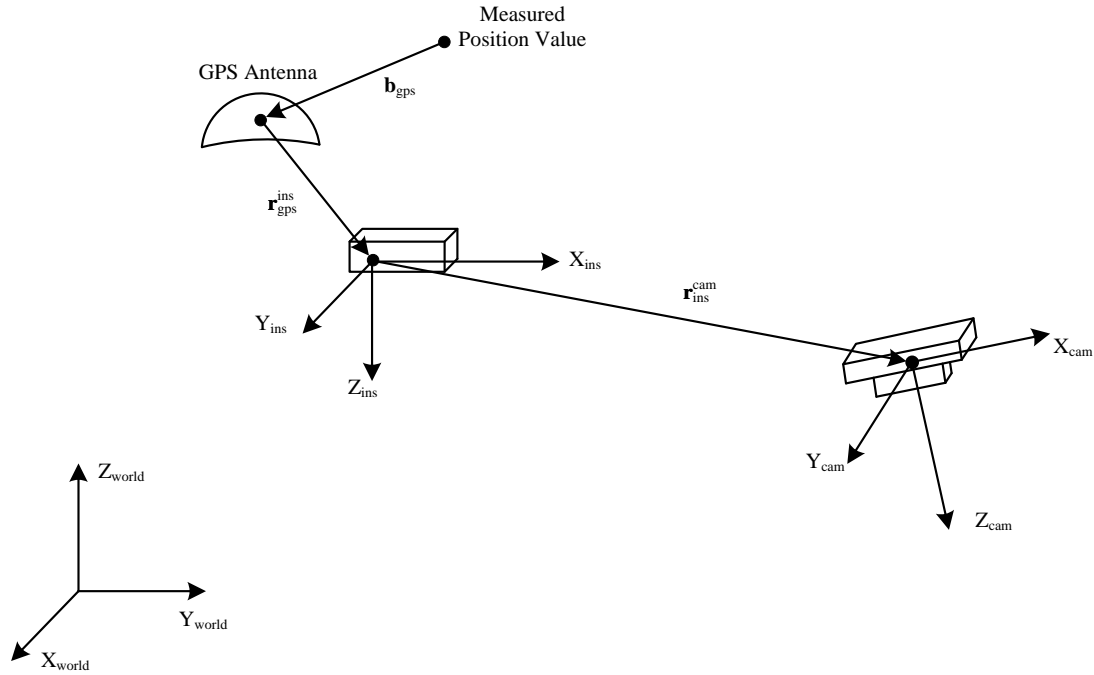 Measured
Position Value
GPS Antenna
b_gps
r_gps^ins
X_ins
r_ins^cam
Y_ins
X_cam
Z_ins
Y_cam
Z_world
Z_cam
Y_world
X_world